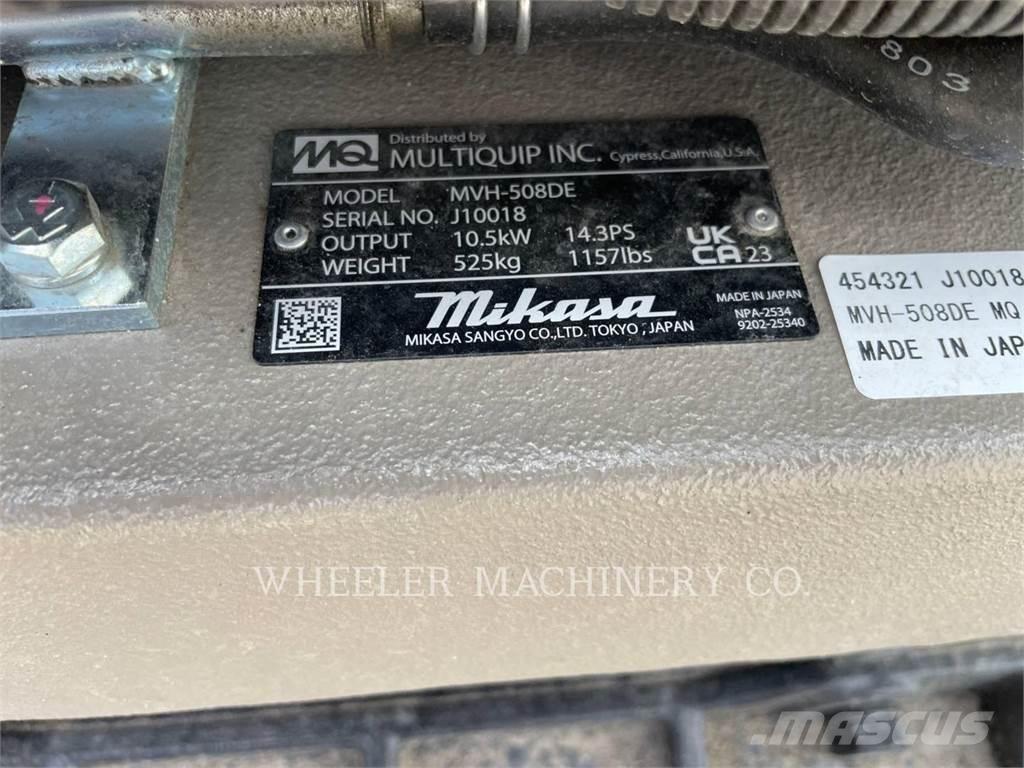 803
MQ Distributed by
MULTIQUIP INC. Cypress,California,U.S.A.
MODEL MVH-508DE
SERIAL NO. J10018
OUTPUT 10.5kW 14.3PS
WEIGHT 525kg 1157lbs
UK
CA 23
Mikasa
MIKASA SANGYO CO.,LTD. TOKYO, JAPAN
MADE IN JAPAN
NPA-2534
9202-25340
454321 J10018
MVH-508DE MQ
MADE IN JAP
WHEELER MACHINERY CO.
MASCUS